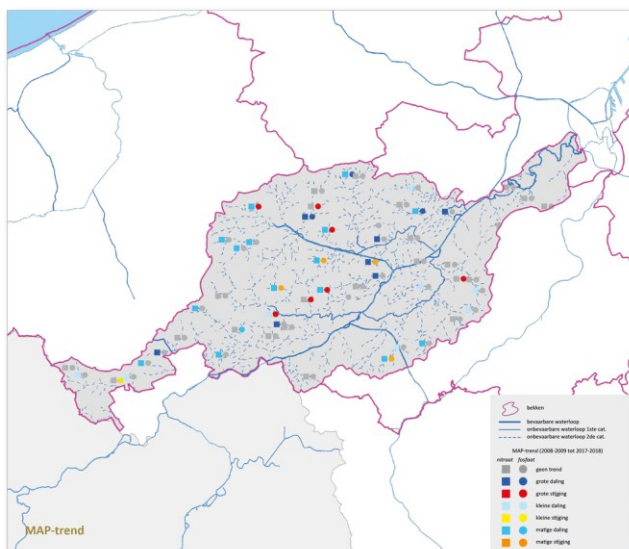 bekken
bevaarbare waterloop
onbevaarbare waterloop 1ste cat.
onbevaarbare waterloop 2de cat.
MAP-trend (2008-2009 tot 2017-2018)
nitraat fosfaat
geen trend
grote daling
grote stijging
kleine daling
kleine stijging
matige daling
matige stijging
MAP-trend